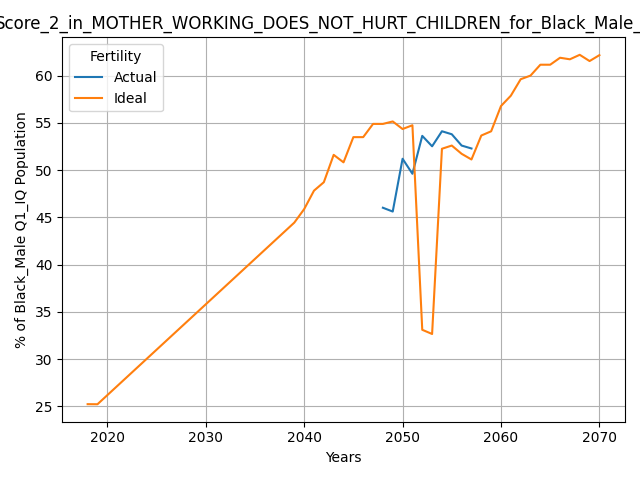 Score_2_in_MOTHER_WORKING_DOES_NOT_HURT_CHILDREN_for_Black_Male_
Fertility
Actual
Ideal
60
55
50
45
40
35
30
25
% of Black_Male Q1_IQ Population
2020 2030 2040 2050 2060 2070
Years